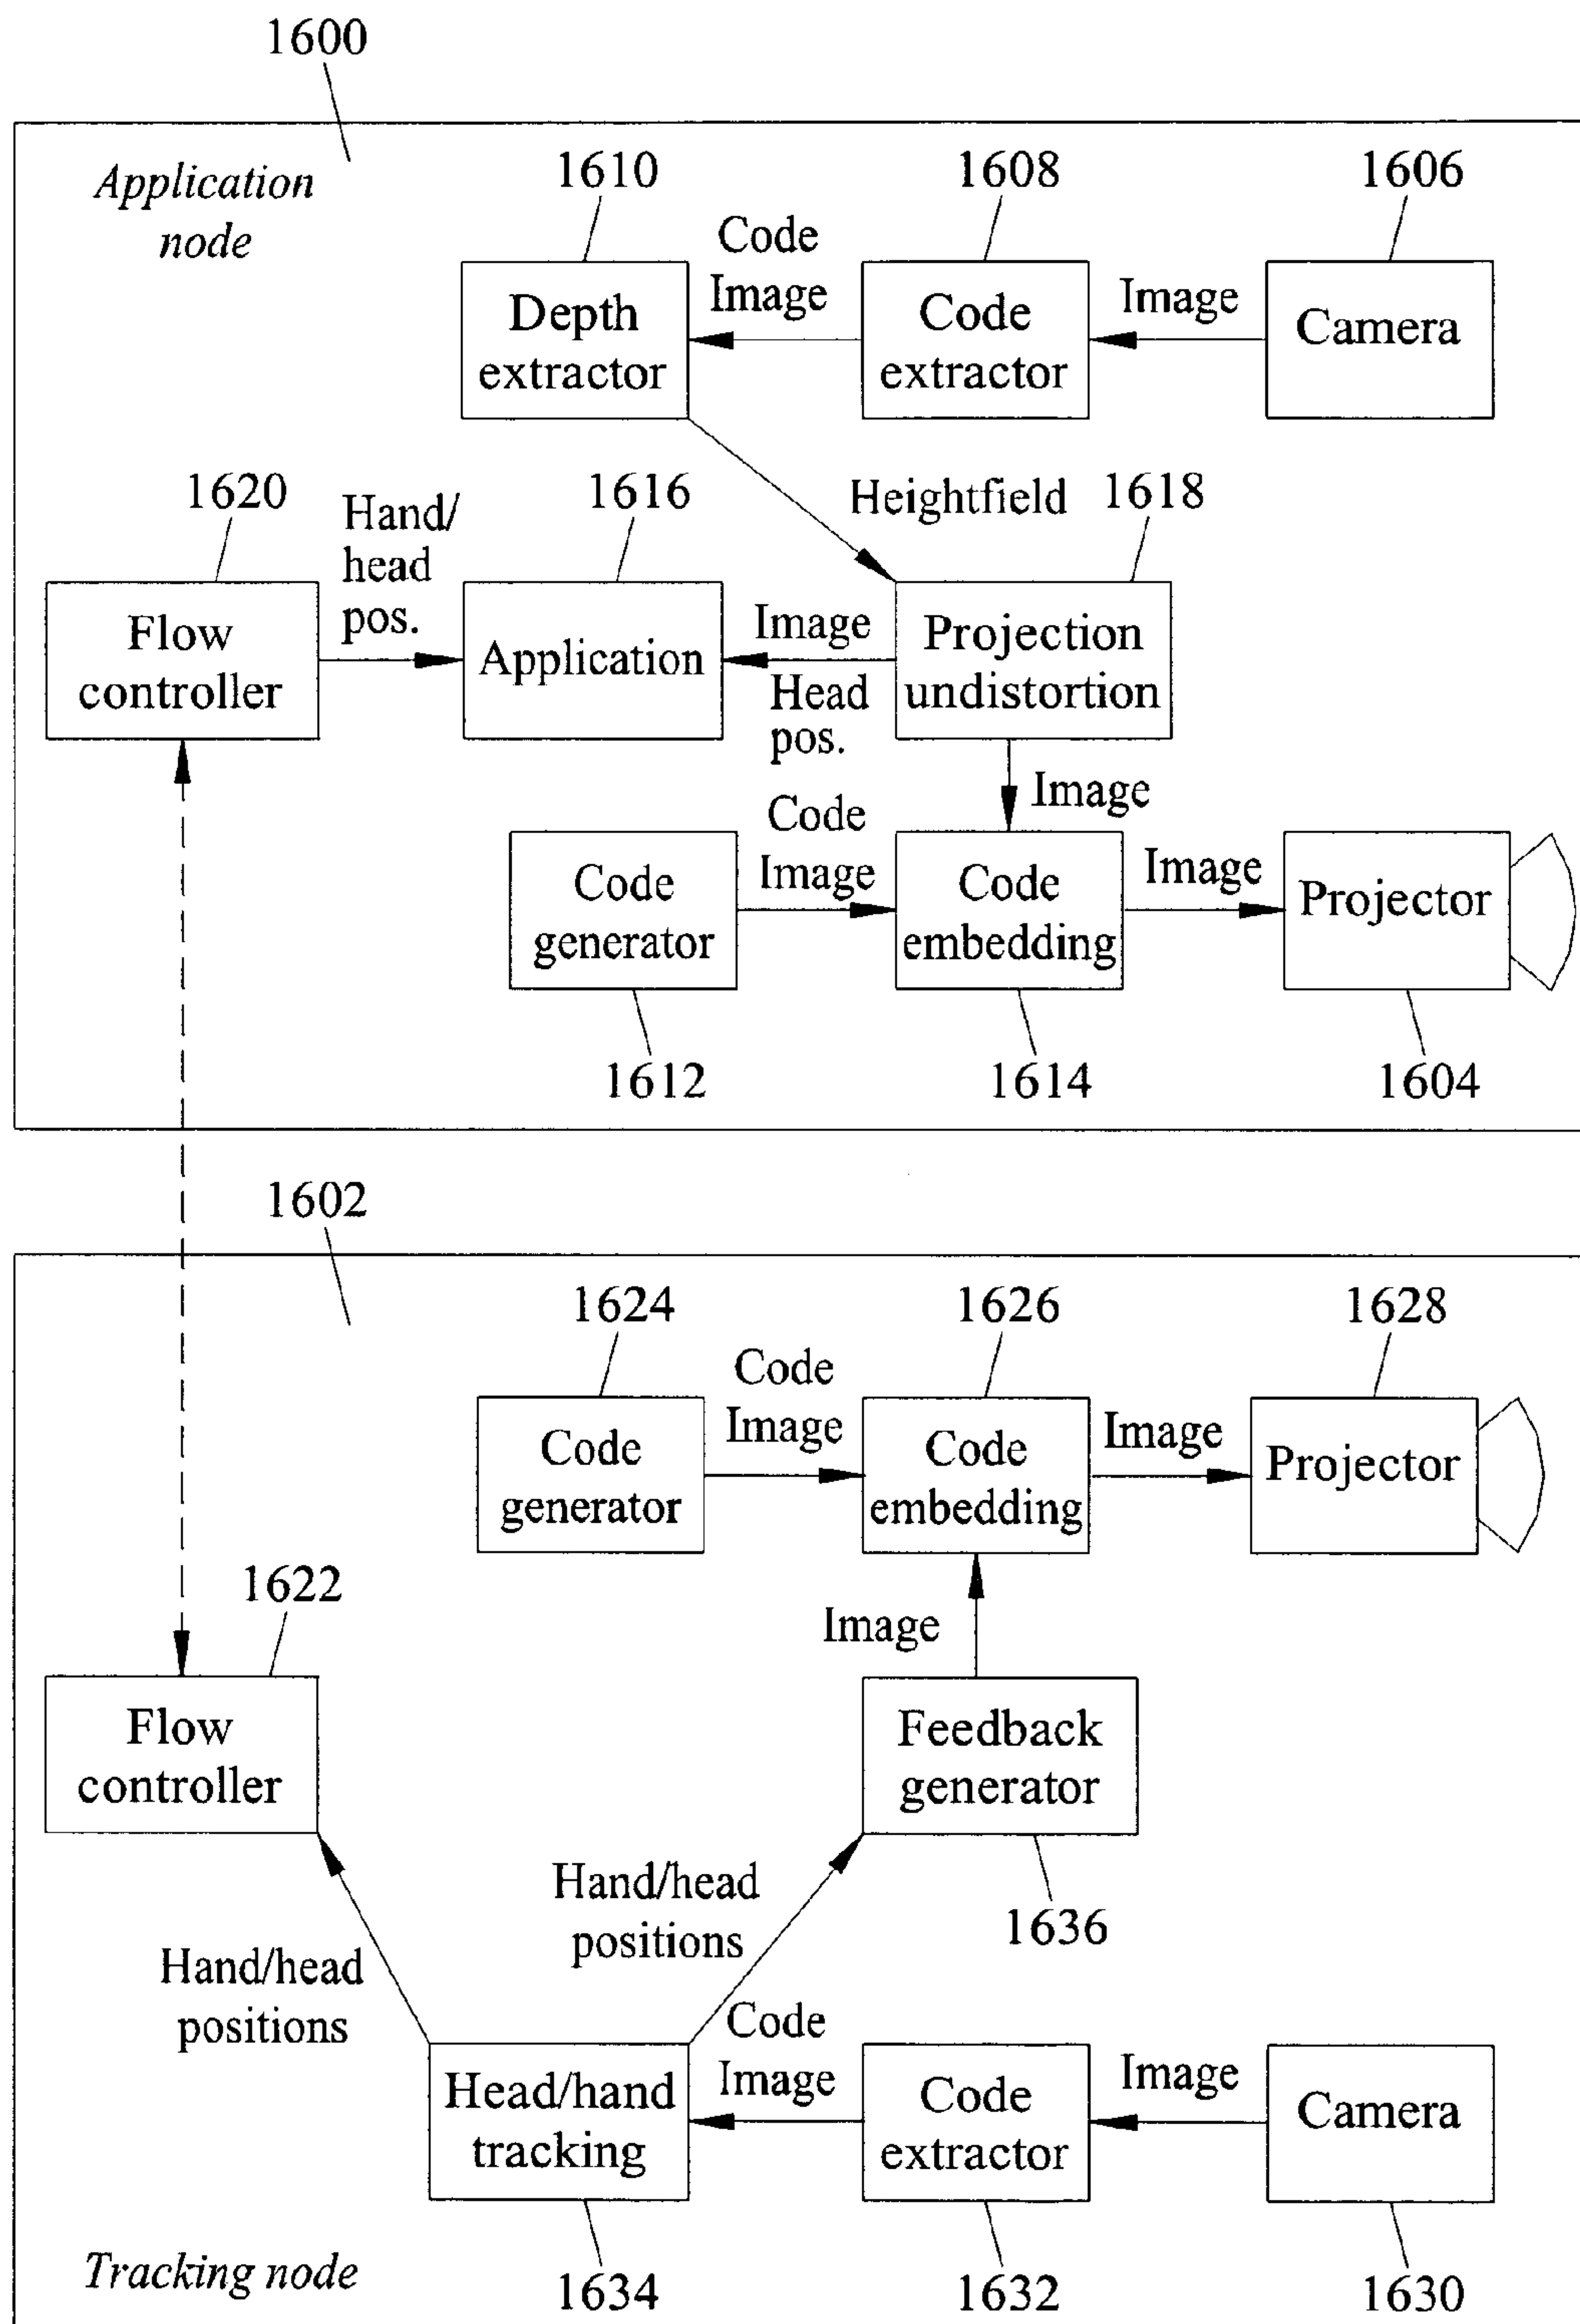 1600
Application
node
1610
1608
1606
Code
Image
Image
Depth
extractor
Code
extractor
Camera
1620
Hand/
head
pos.
1616
Heightfield
1618
Flow
controller
Application
Image
Head
pos.
Projection
undistortion
Image
Code
Image
Code
generator
Code
embedding
Image
Projector
1612
1614
1604
1602
1624
1626
1628
Code
Image
Image
Code
generator
Code
embedding
Projector
1622
Image
Flow
controller
Feedback
generator
Hand/head
positions
1636
Hand/head
positions
Code
Image
Image
Head/hand
tracking
Code
extractor
Camera
Tracking node
1634
1632
1630